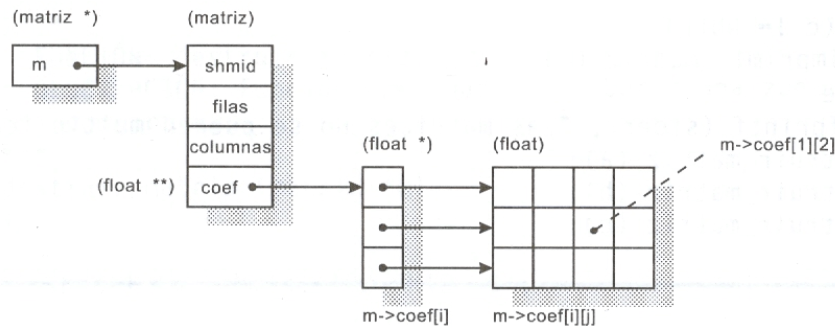 (matriz *)
(matriz)
m
shmid
filas
columnas
(float **)
coef
(float *)
(float)
m->coef[1][2]
m->coef[i]
m->coef[i][j]